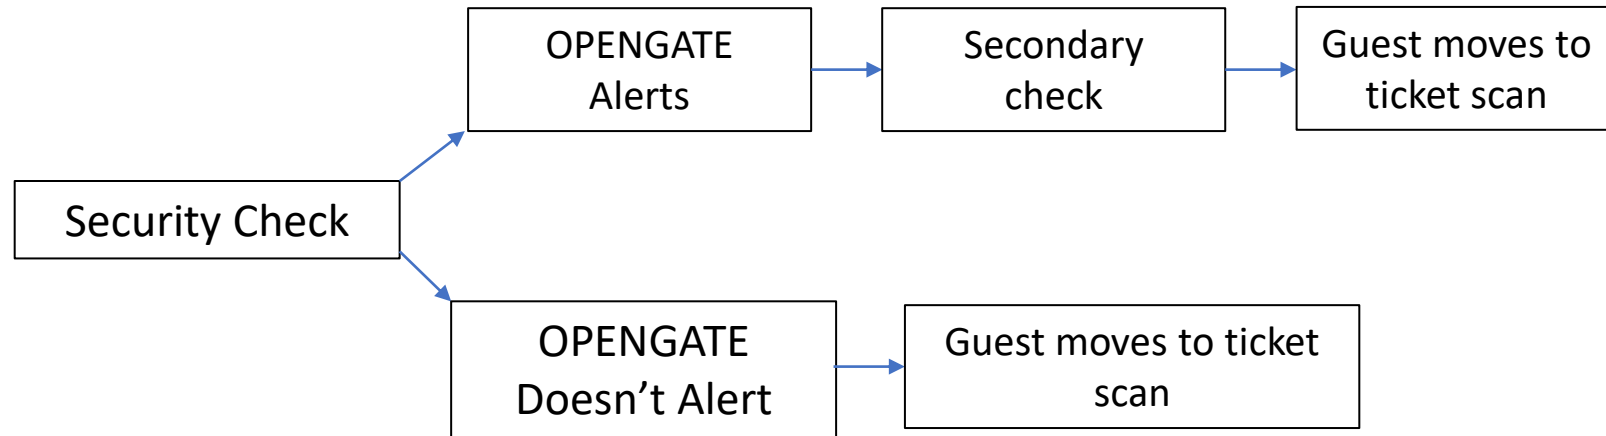 OPENGATE
Alerts
Secondary
check
Guest moves to
ticket scan
Security Check
OPENGATE
Doesn’t Alert
Guest moves to ticket
scan